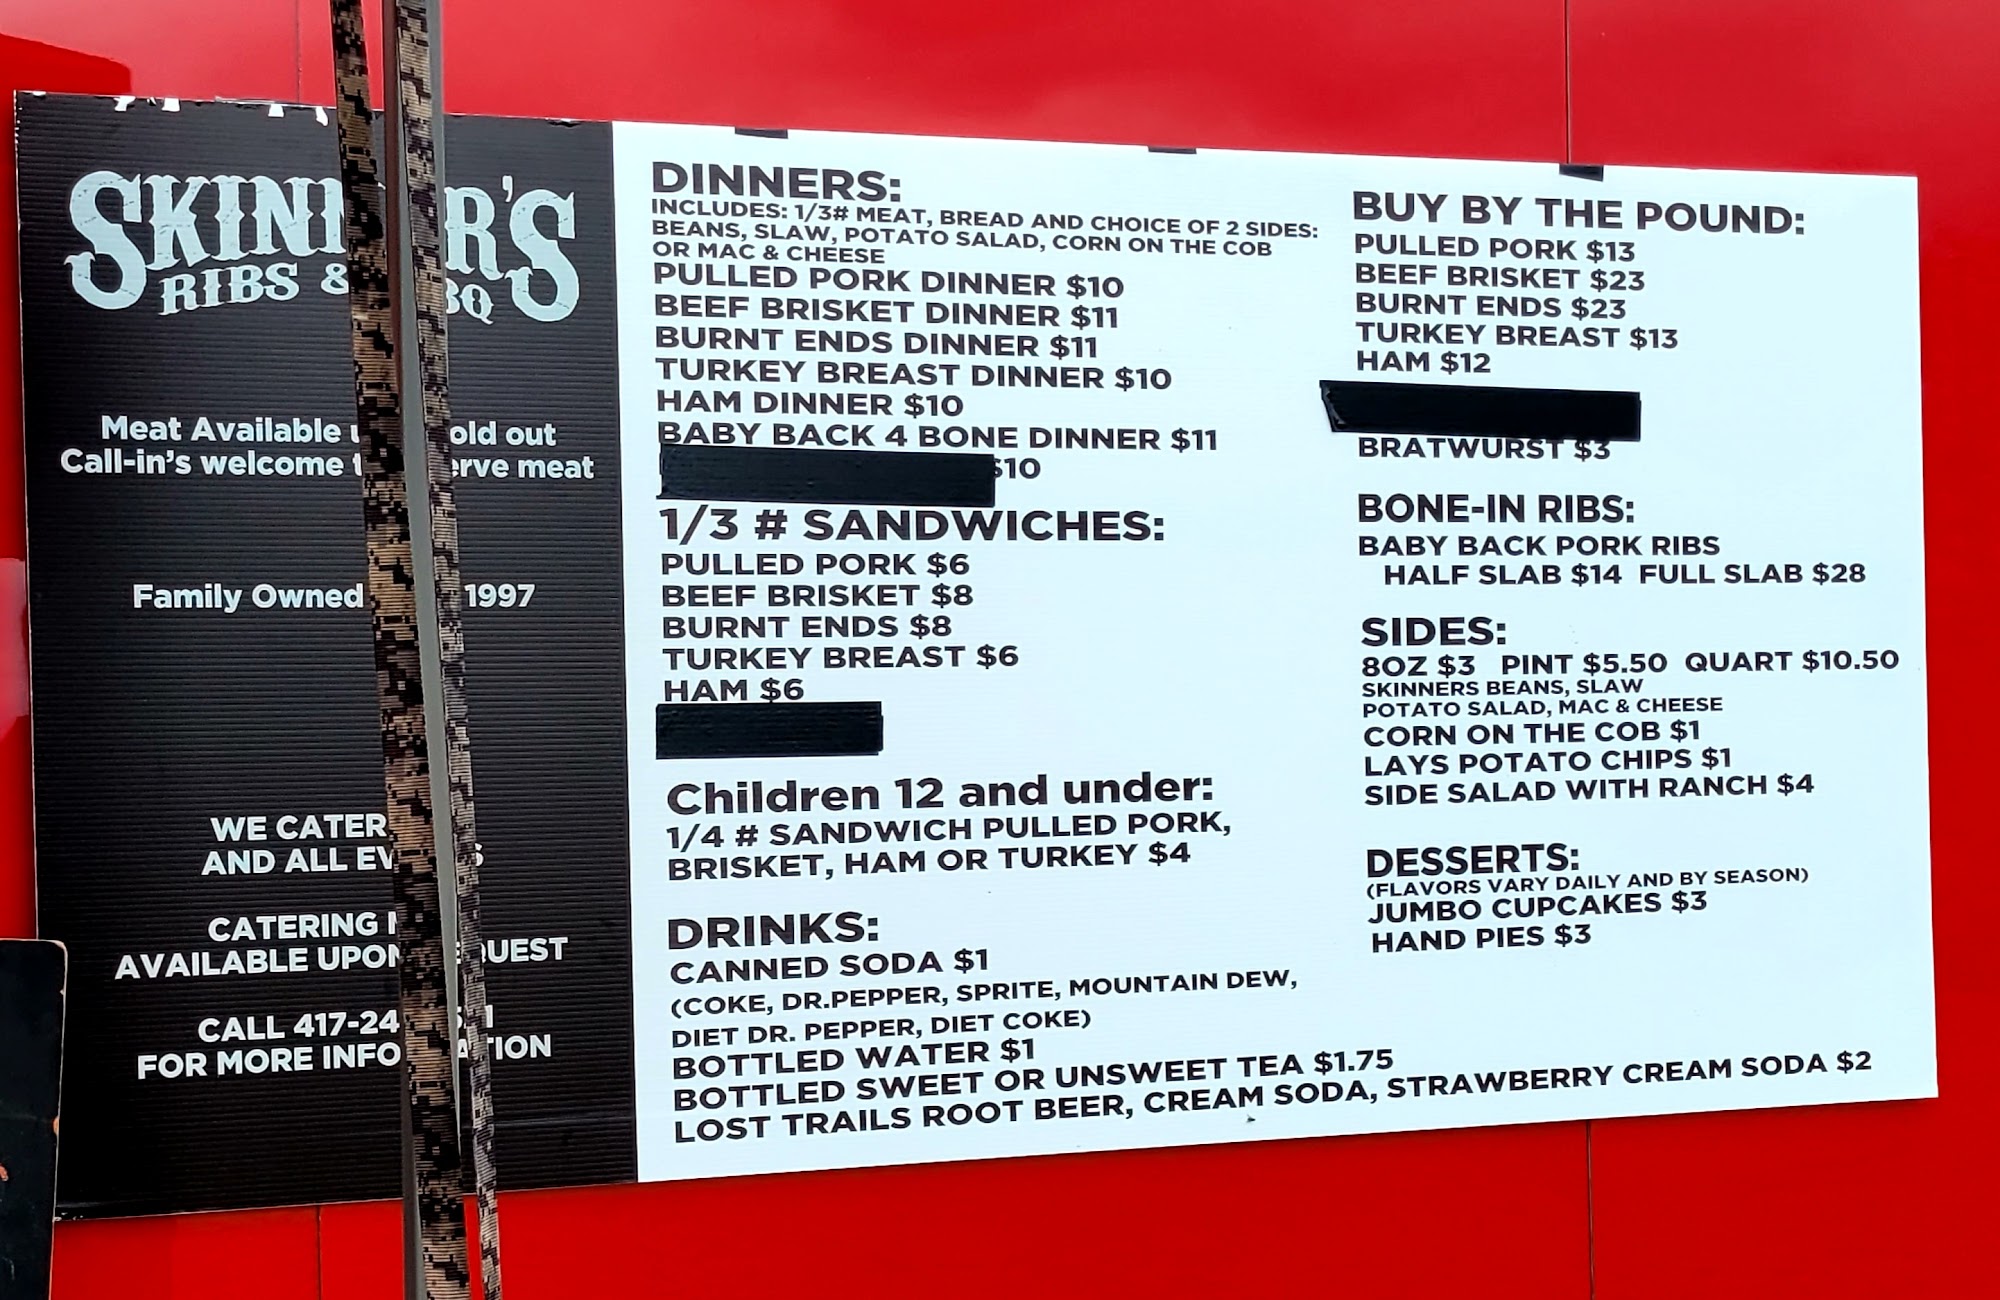 SKINNER'S
RIBS & BBQ
Meat Available old out
Call-in's welcome meat
Family Owned 1997
WE CATER
AND ALL
CATERING
AVAILABLE UPON REQUEST
CALL
FOR MORE INFORMATION
DINNERS:
INCLUDES: 1/3# MEAT, BREAD AND CHOICE OF 2 SIDES:
BEANS, SLAW, POTATO SALAD, CORN ON THE COB
OR MAC & CHEESE
PULLED PORK DINNER $10
BEEF BRISKET DINNER $11
BURNT ENDS DINNER $11
TURKEY BREAST DINNER $10
HAM DINNER $10
BABY BACK 4 BONE DINNER $11
$10
1/3 # SANDWICHES:
PULLED PORK $6
BEEF BRISKET $8
BURNT ENDS $8
TURKEY BREAST $6
HAM $6
Children 12 and under:
1/4 # SANDWICH PULLED PORK,
BRISKET, HAM OR TURKEY $4
DRINKS:
CANNED SODA $1
(COKE, DR.PEPPER, SPRITE, MOUNTAIN DEW,
DIET DR. PEPPER, DIET COKE)
BOTTLED WATER $1
BOTTLED SWEET OR UNSWEET TEA $1.75
LOST TRAILS ROOT BEER, CREAM SODA, STRAWBERRY CREAM SODA $2
BUY BY THE POUND:
PULLED PORK $13
BEEF BRISKET $23
BURNT ENDS $23
TURKEY BREAST $13
HAM $12
BRATWURST $3
BONE-IN RIBS:
BABY BACK PORK RIBS
HALF SLAB $14 FULL SLAB $28
SIDES:
8OZ $3 PINT $5.50 QUART $10.50
SKINNERS BEANS, SLAW
POTATO SALAD, MAC & CHEESE
CORN ON THE COB $1
LAYS POTATO CHIPS $1
SIDE SALAD WITH RANCH $4
DESSERTS:
(FLAVORS VARY DAILY AND BY SEASON)
JUMBO CUPCAKES $3
HAND PIES $3